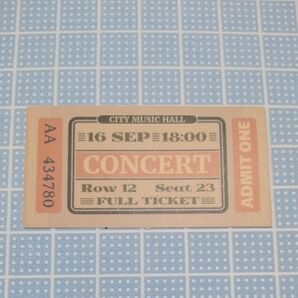 AA 434780
CITY MUSIC HALL
16 SEP 18:00
CONCERT
Row 12 Seat 23
FULL TICKET
ADMIT ONE